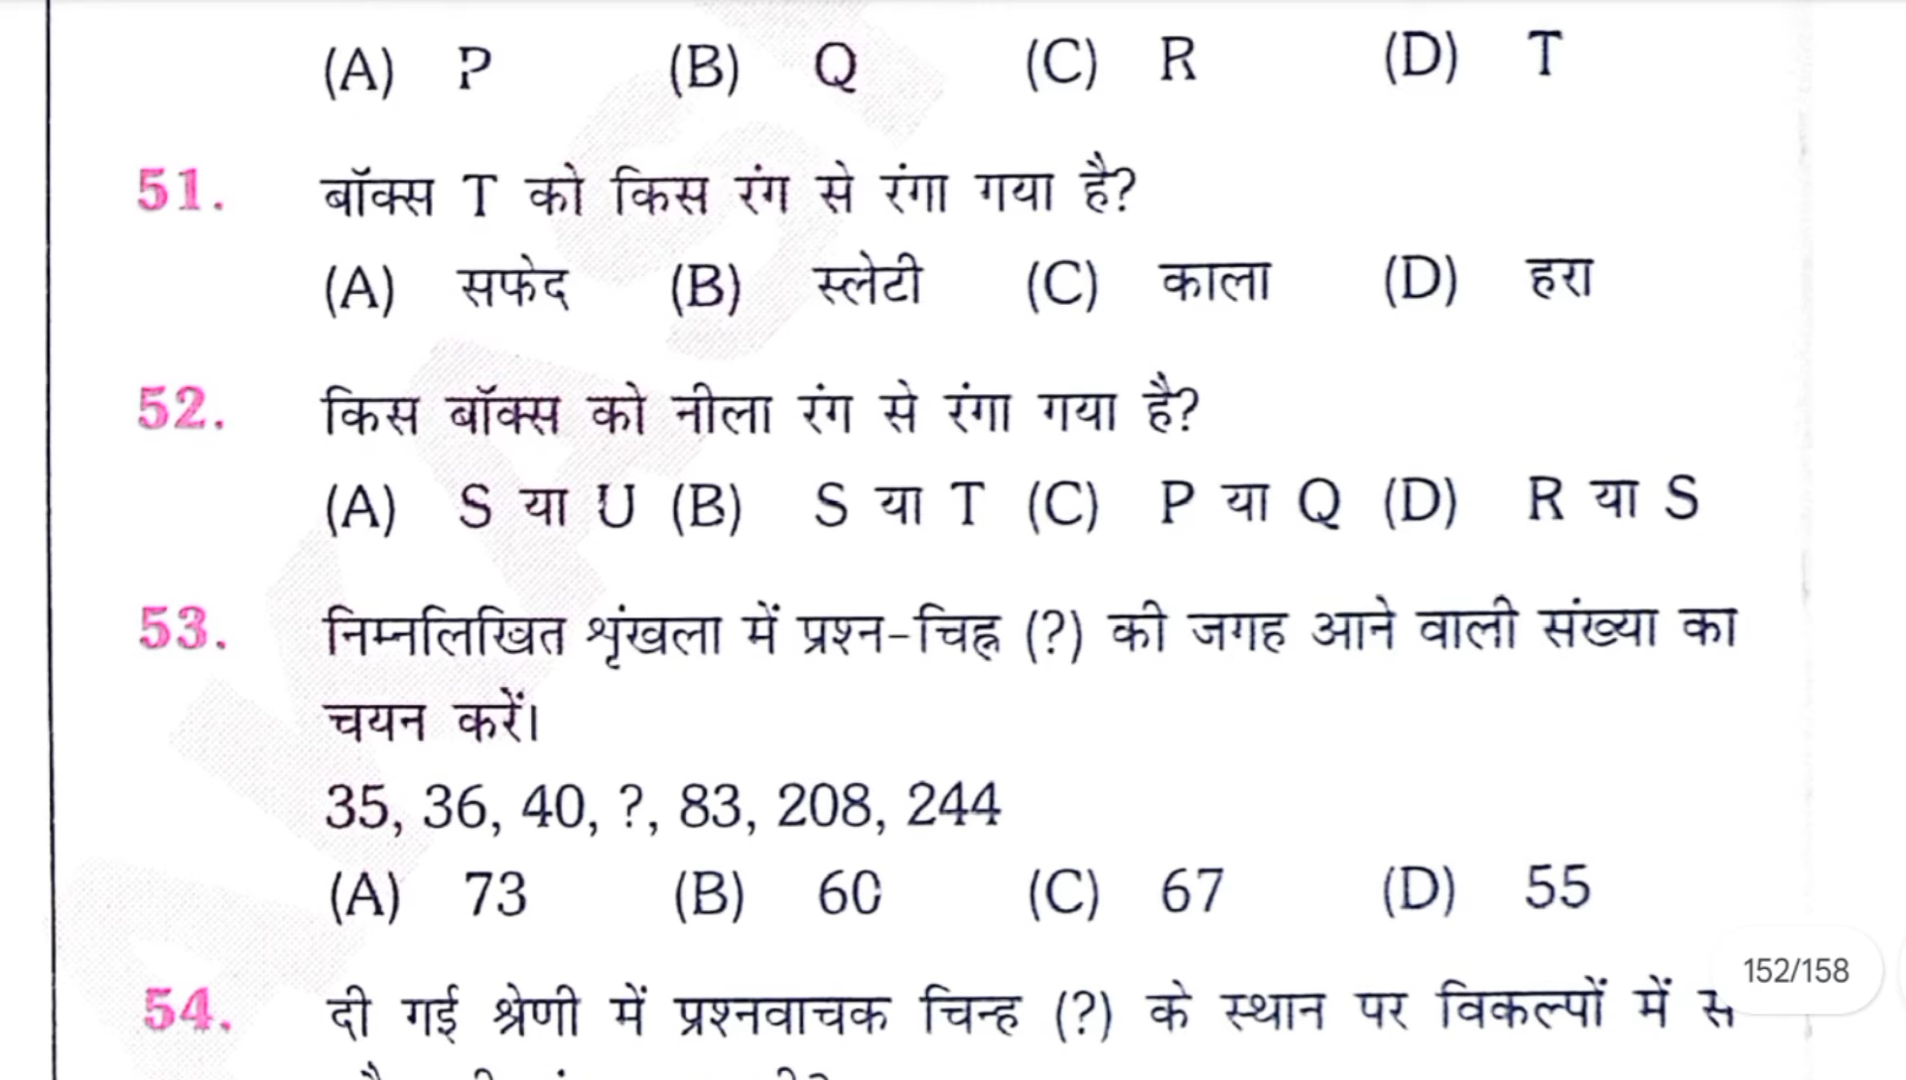 (A) P (B) Q (C) R (D) T
51. बॉक्स T को किस रंग से रंगा गया है?
(A) सफेद (B) स्लेटी (C) काला (D) हरा
52. किस बॉक्स को नीला रंग से रंगा गया है?
(A) S या U (B) S या T (C) P या Q (D) R या S
53. निम्नलिखित शृंखला में प्रश्न-चिह्न (?) की जगह आने वाली संख्या का
चयन करें।
35, 36, 40, ?, 83, 208, 244
(A) 73 (B) 60 (C) 67 (D) 55
152/158
54. दी गई श्रेणी में प्रश्नवाचक चिन्ह (?) के स्थान पर विकल्पों में